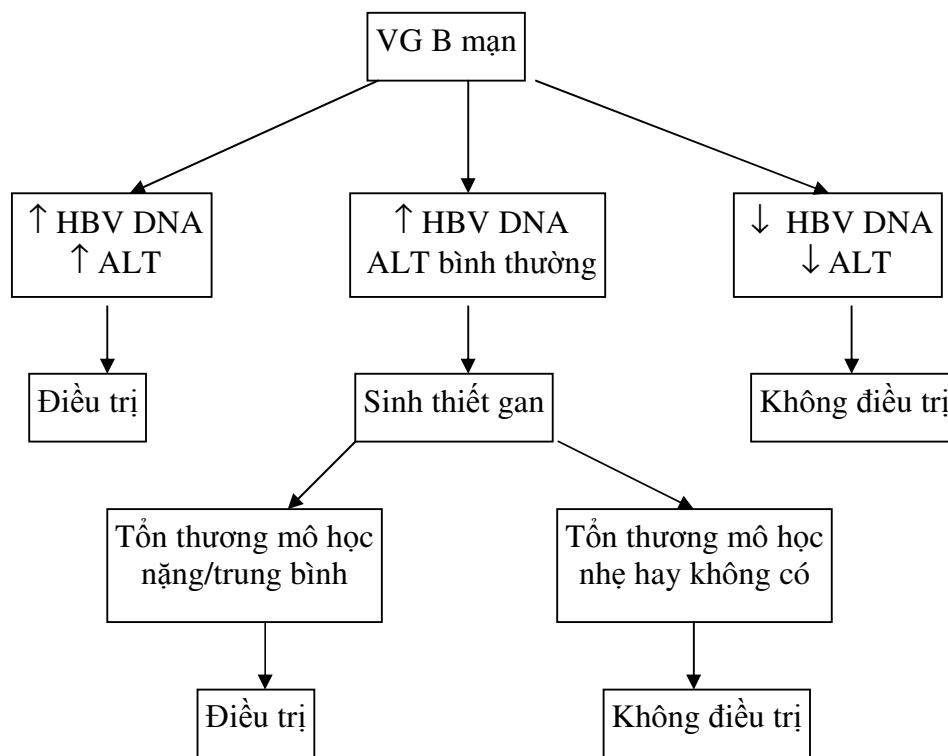 VG B mạn
↑ HBV DNA
↑ ALT
↑ HBV DNA
ALT bình thường
↓ HBV DNA
↓ ALT
Điều trị
Sinh thiết gan
Không điều trị
Tổn thương mô học
nặng/trung bình
Tổn thương mô học
nhẹ hay không có
Điều trị
Không điều trị